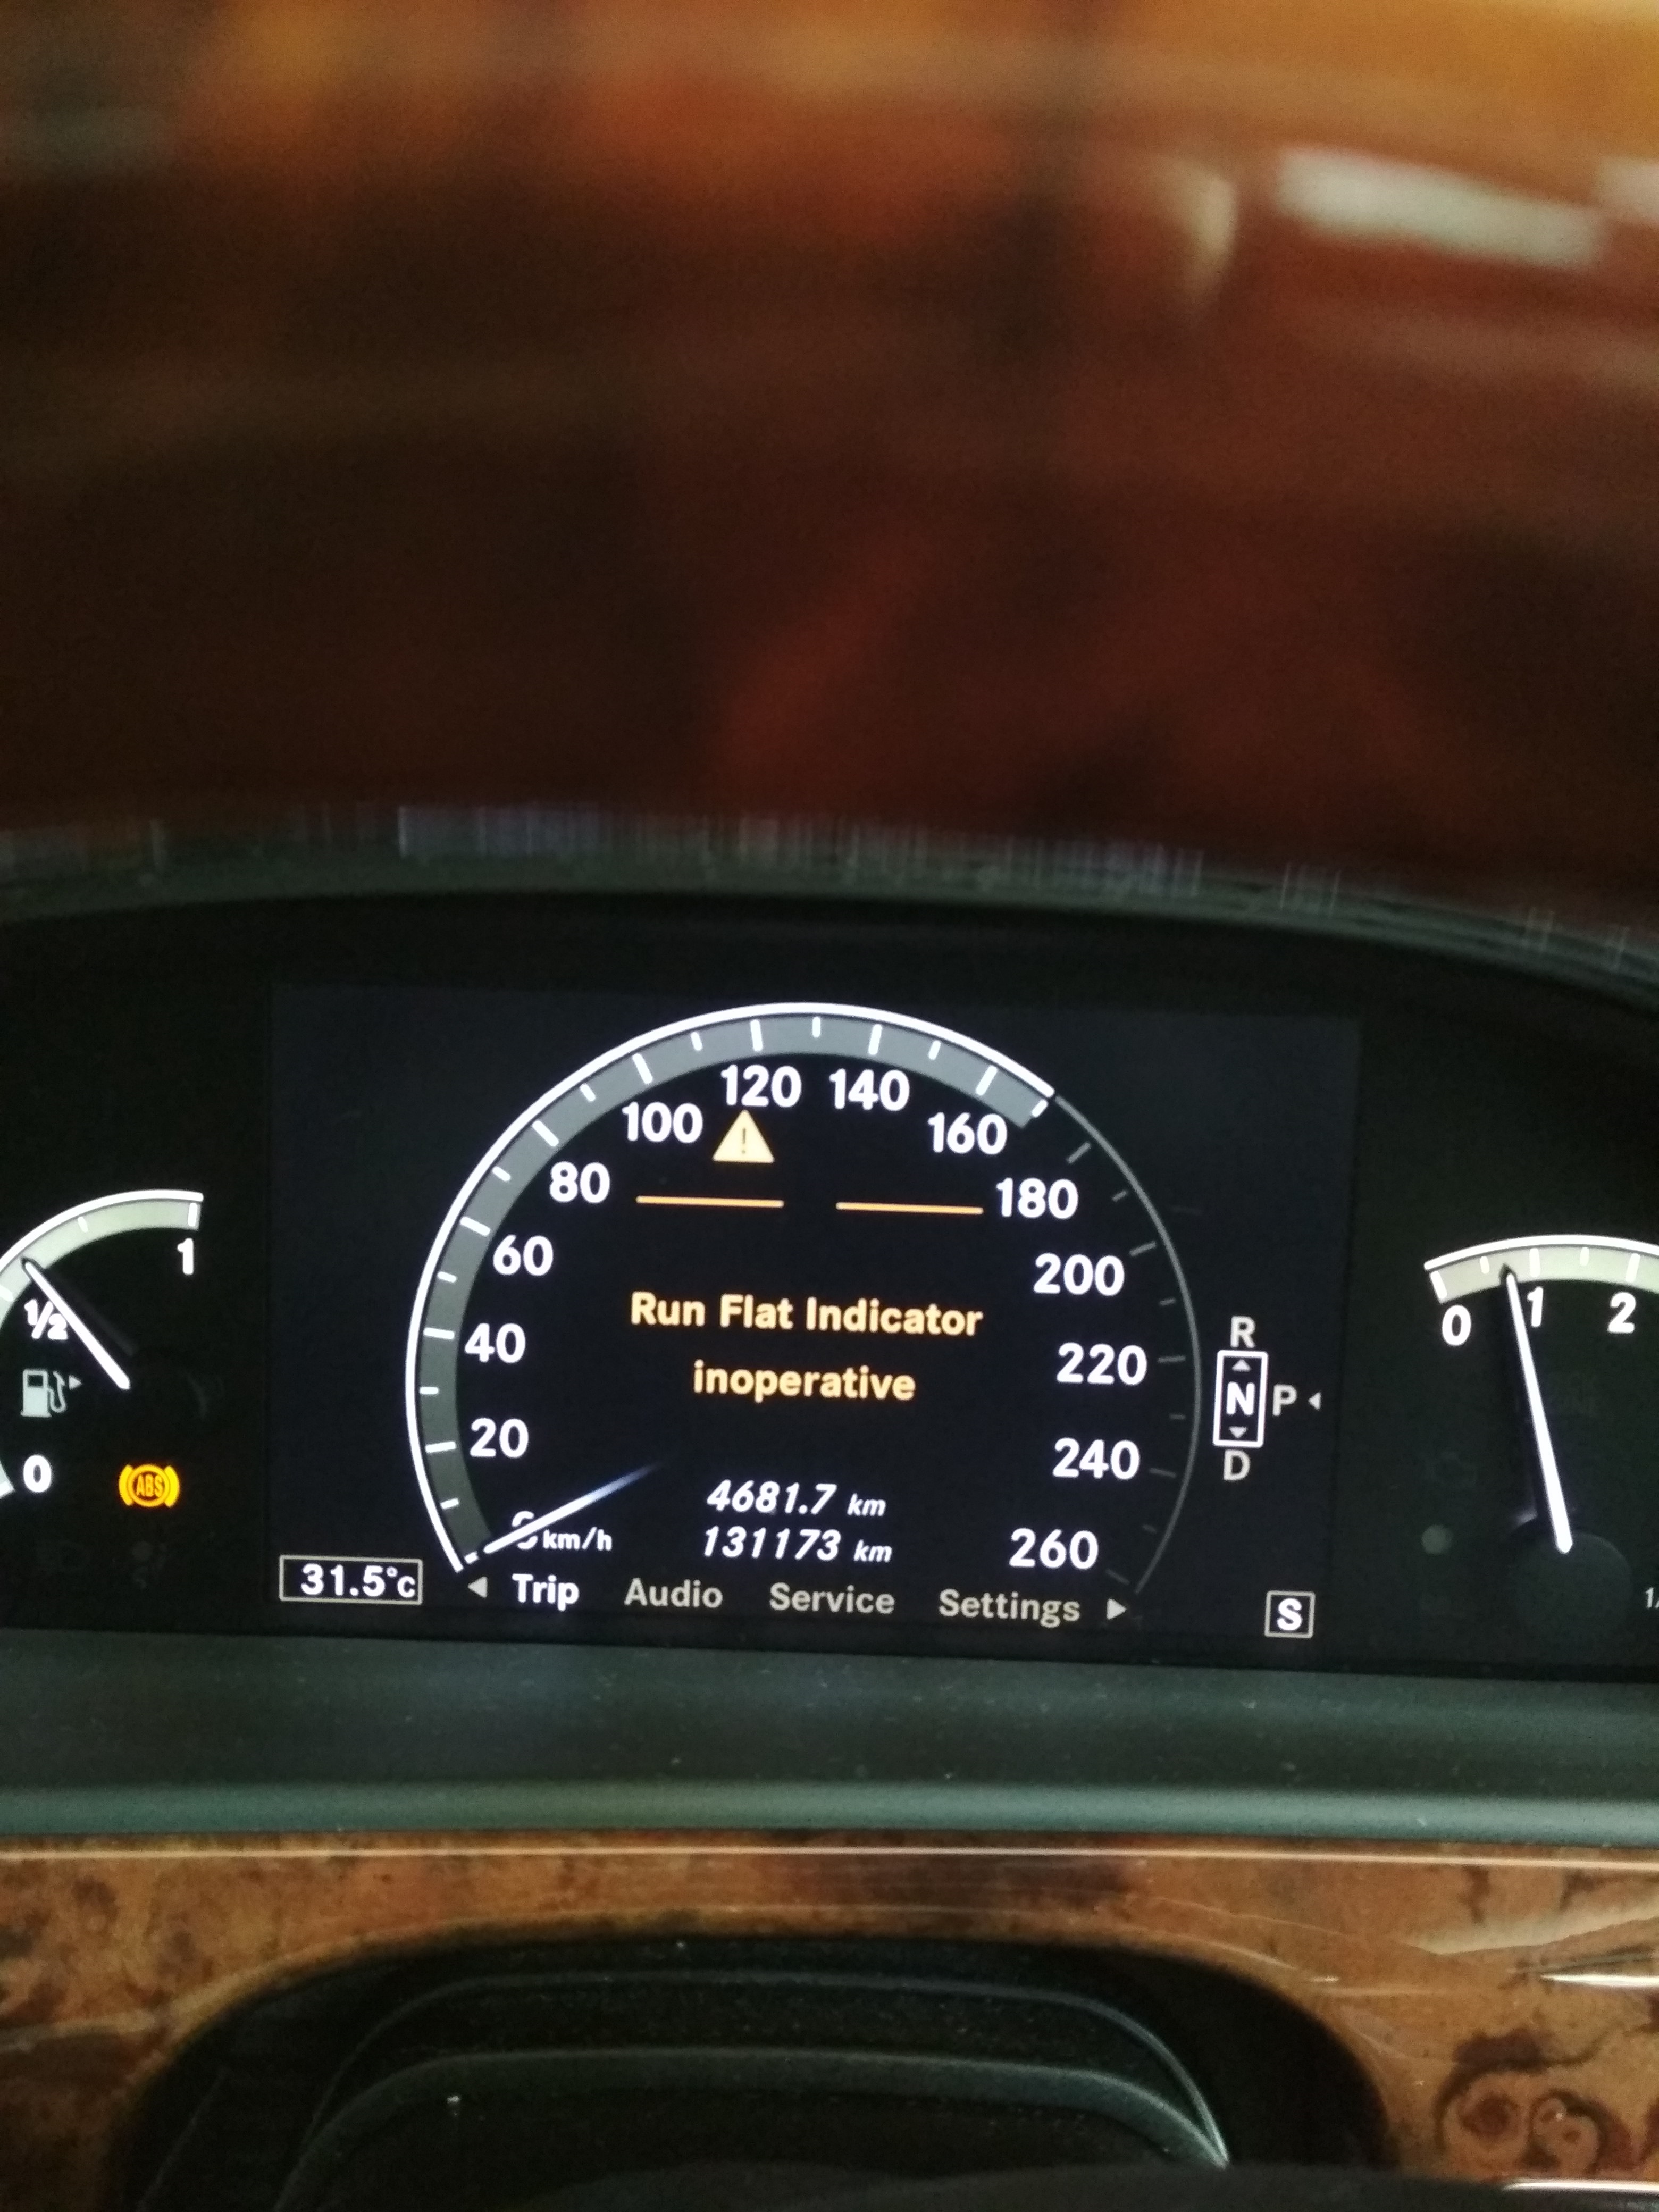 120 140
100 160
80 180
60 200
40 220
20 240
km/h 260
Run Flat Indicator
inoperative
4681.7 km
131173 km
Trip Audio Service Settings
31.5°c
1
1/2
0
ABS
R
N P
D
S
0 1 2